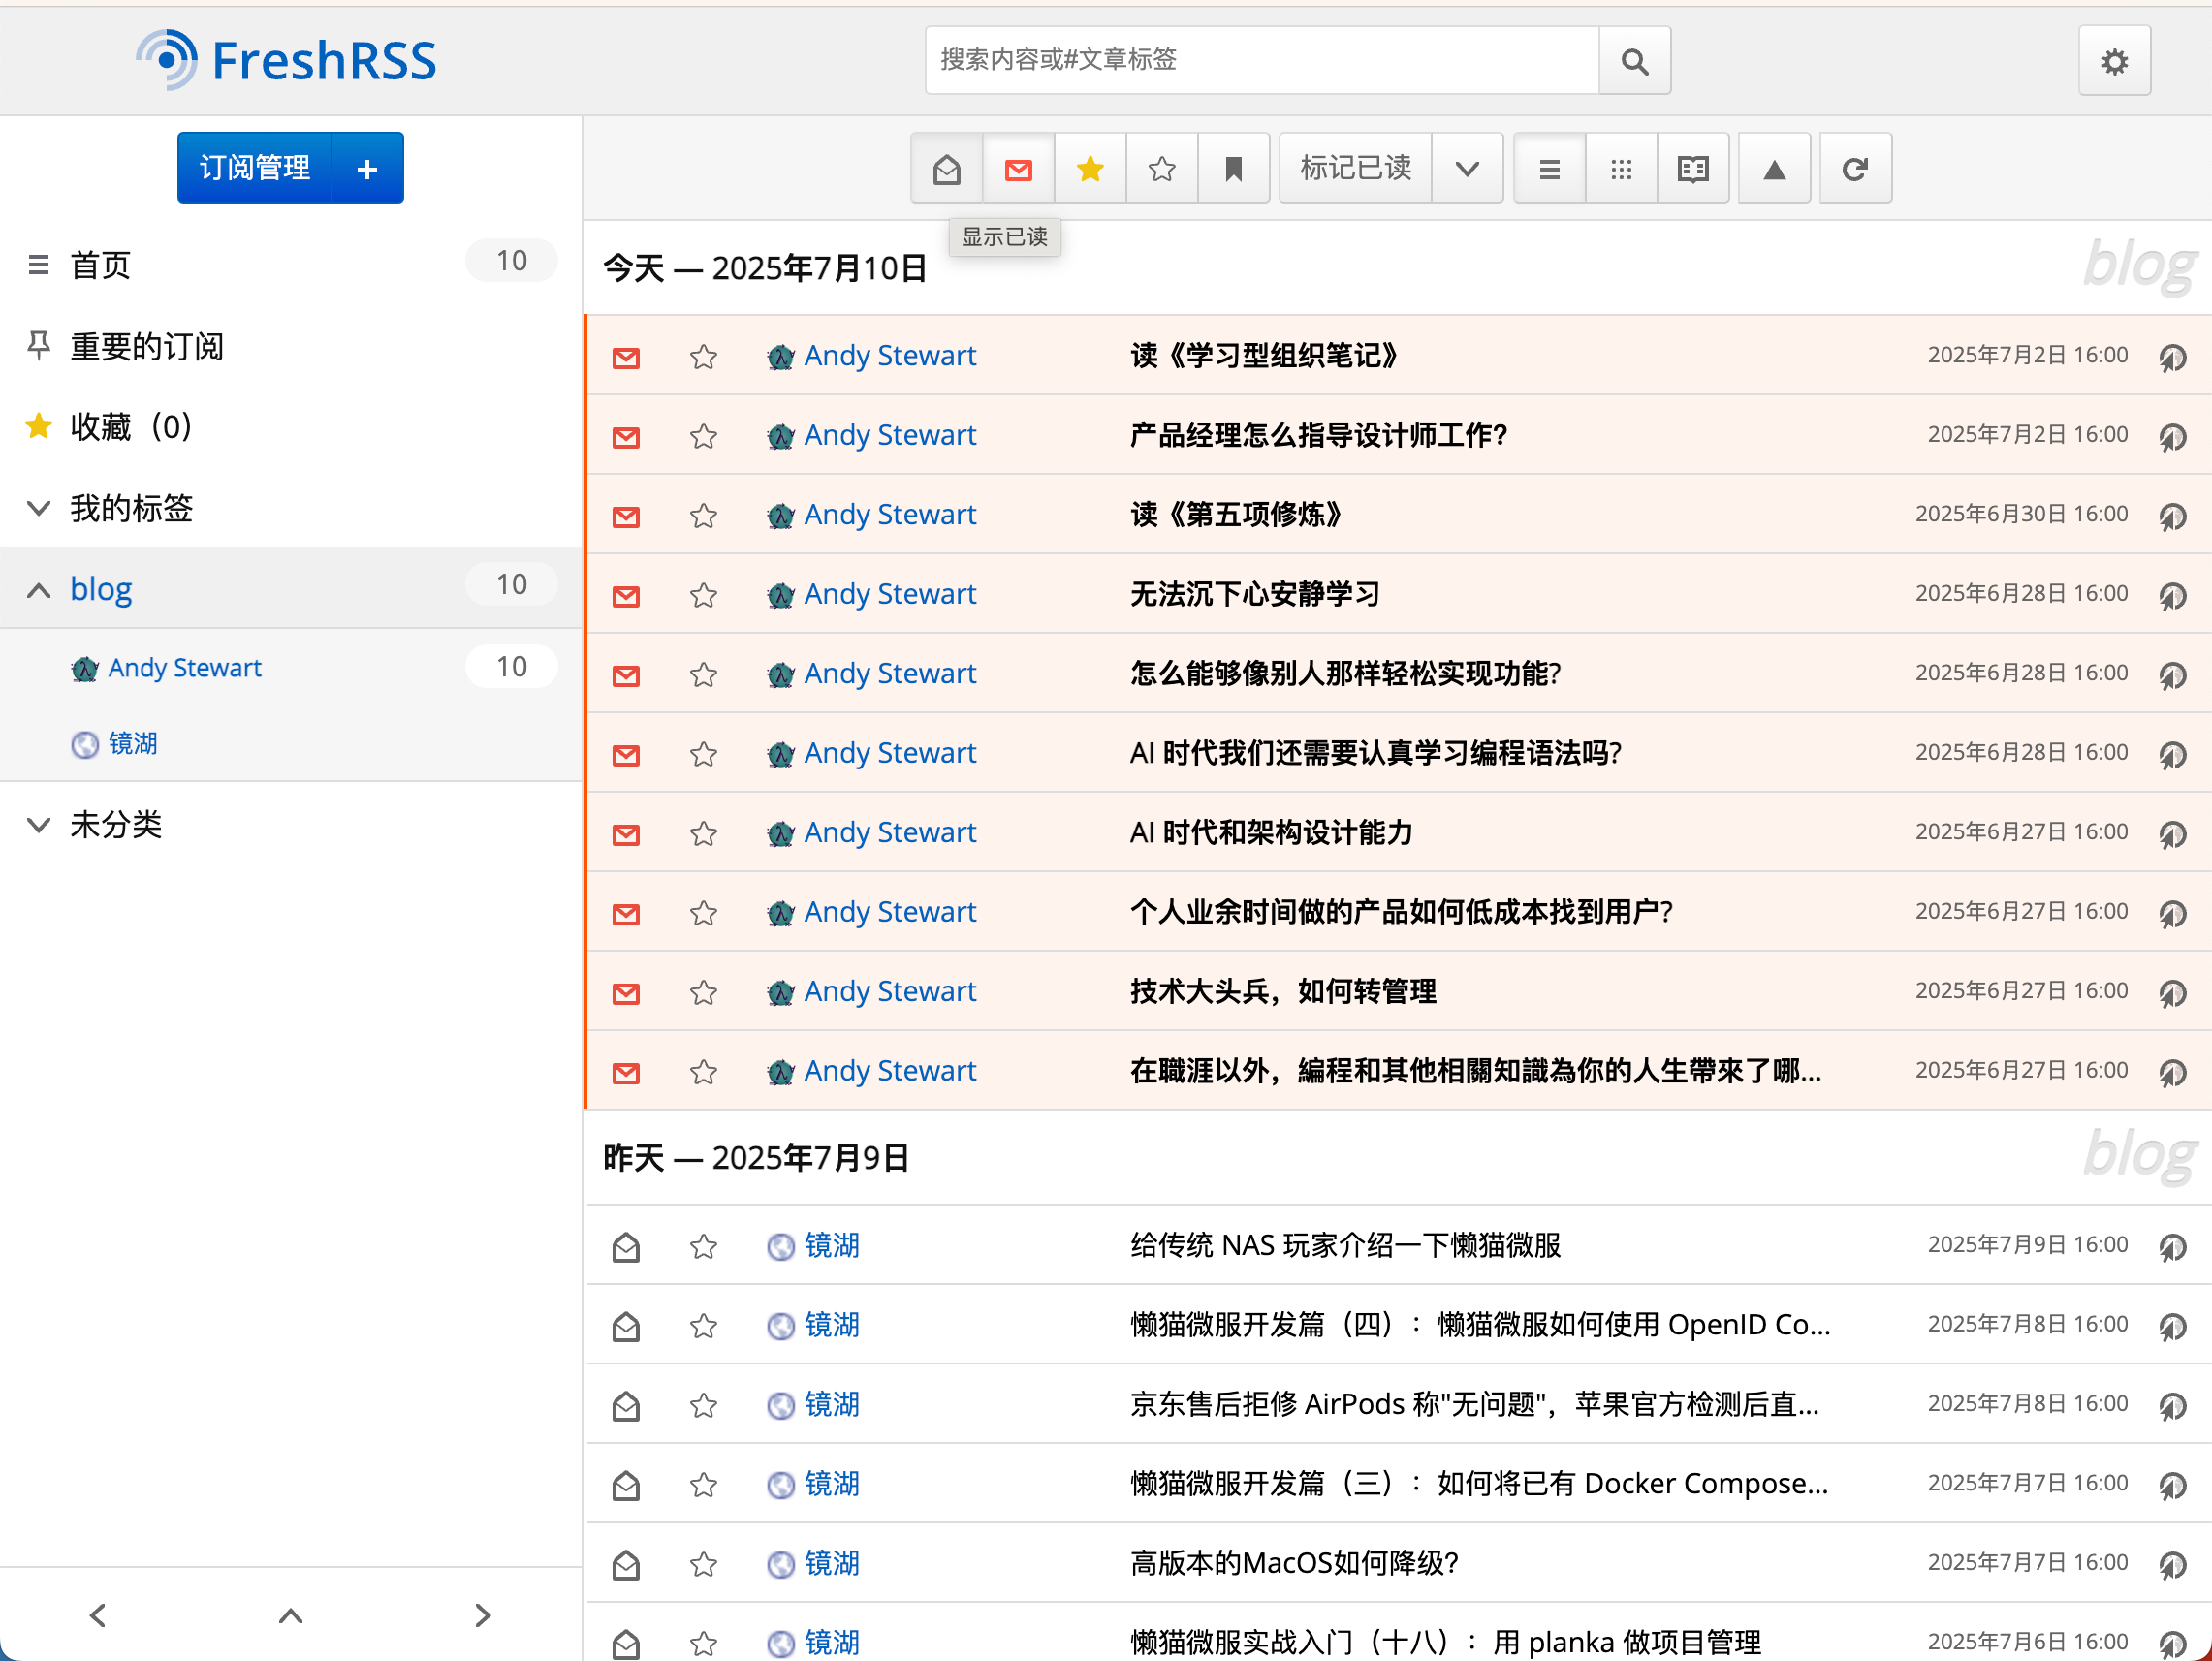 FreshRSS
搜索内容或#文章标签
订阅管理 +
标记已读
显示已读
首页 10
重要的订阅
收藏（0）
我的标签
blog 10
Andy Stewart 10
镜湖
未分类
今天 — 2025年7月10日 blog
Andy Stewart 读《学习型组织笔记》 2025年7月2日 16:00
Andy Stewart 产品经理怎么指导设计师工作? 2025年7月2日 16:00
Andy Stewart 读《第五项修炼》 2025年6月30日 16:00
Andy Stewart 无法沉下心安静学习 2025年6月28日 16:00
Andy Stewart 怎么能够像别人那样轻松实现功能? 2025年6月28日 16:00
Andy Stewart AI 时代我们还需要认真学习编程语法吗? 2025年6月28日 16:00
Andy Stewart AI 时代和架构设计能力 2025年6月27日 16:00
Andy Stewart 个人业余时间做的产品如何低成本找到用户? 2025年6月27日 16:00
Andy Stewart 技术大头兵，如何转管理 2025年6月27日 16:00
Andy Stewart 在職涯以外，編程和其他相關知識為你的人生帶來了哪... 2025年6月27日 16:00
昨天 — 2025年7月9日 blog
镜湖 给传统 NAS 玩家介绍一下懒猫微服 2025年7月9日 16:00
镜湖 懒猫微服开发篇（四）：懒猫微服如何使用 OpenID Co... 2025年7月8日 16:00
镜湖 京东售后拒修 AirPods 称"无问题"，苹果官方检测后直... 2025年7月8日 16:00
镜湖 懒猫微服开发篇（三）：如何将已有 Docker Compose... 2025年7月7日 16:00
镜湖 高版本的MacOS如何降级? 2025年7月7日 16:00
镜湖 懒猫微服实战入门（十八）：用 planka 做项目管理 2025年7月6日 16:00